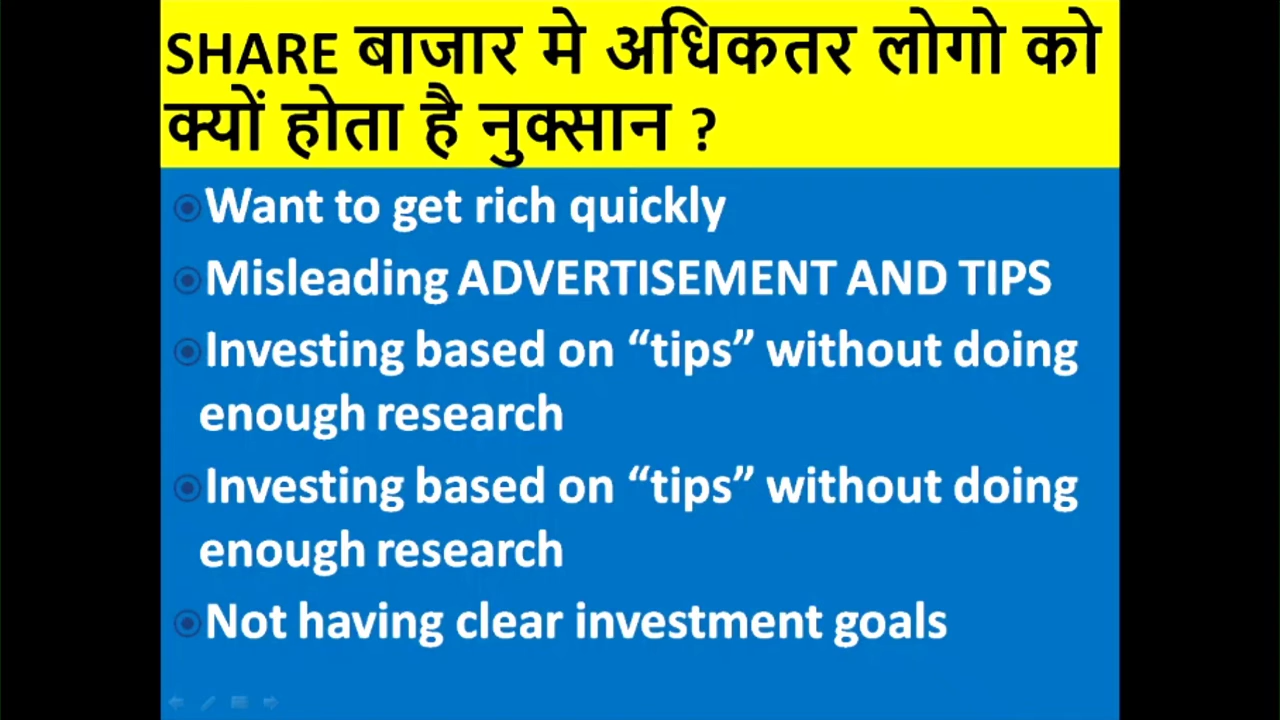 SHARE बाजार मे अधिकतर लोगो को
क्यों होता है नुक्सान ?
Want to get rich quickly
Misleading ADVERTISEMENT AND TIPS
Investing based on “tips” without doing
enough research
Investing based on “tips” without doing
enough research
Not having clear investment goals